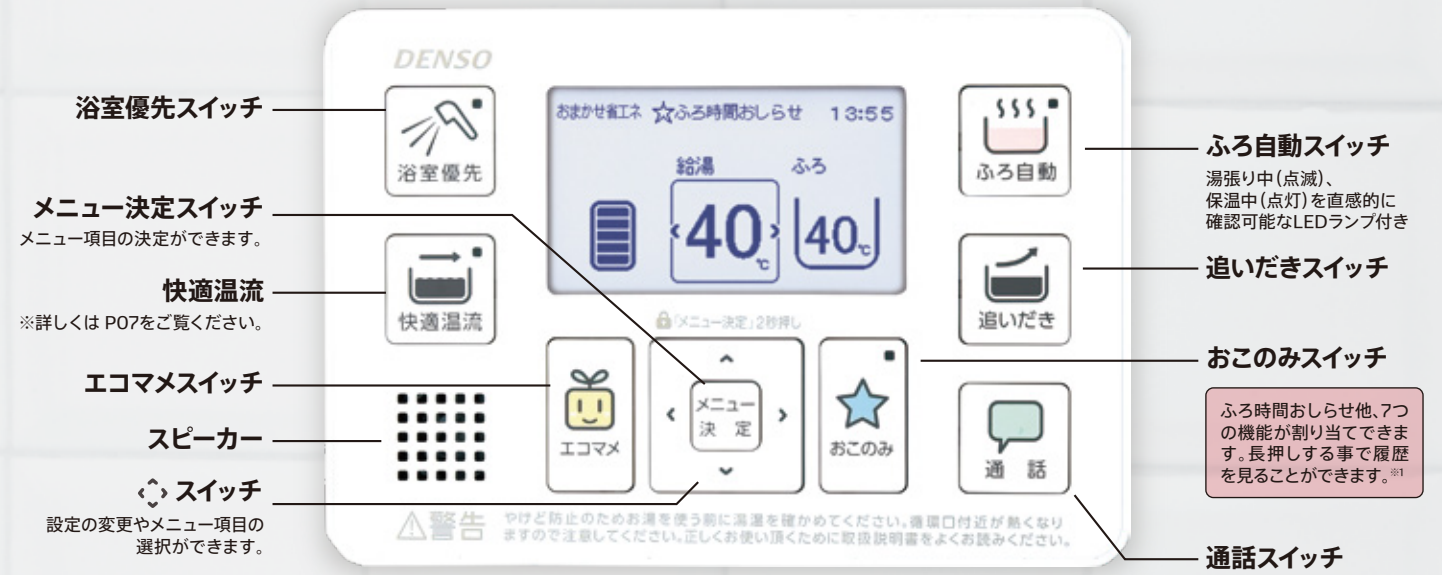 浴室優先スイッチ
メニュー決定スイッチ
メニュー項目の決定ができます。
快適温流
※詳しくは P07をご覧ください。
エコマメスイッチ
スピーカー
スイッチ
設定の変更やメニュー項目の
選択ができます。
DENSO
浴室優先
おまかせ省エネ ☆ふろ時間おしらせ 13:55
給湯 ふろ
40℃ 40℃
ふろ自動
快適温流
追いだき
「メニュー決定」2秒押し
エコマメ
メニュー
決 定
おこのみ
通 話
警告
やけど防止のためお湯を使う前に湯温を確かめてください。循環口付近が熱くなり
ますので注意してください。正しくお使い頂くために取扱説明書をよくお読みください。
ふろ自動スイッチ
湯張り中(点滅)、
保温中(点灯)を直感的に
確認可能なLEDランプ付き
追いだきスイッチ
おこのみスイッチ
ふろ時間おしらせ他、7つ
の機能が割り当てできま
す。長押しする事で履歴
を見ることができます。※1
通話スイッチ